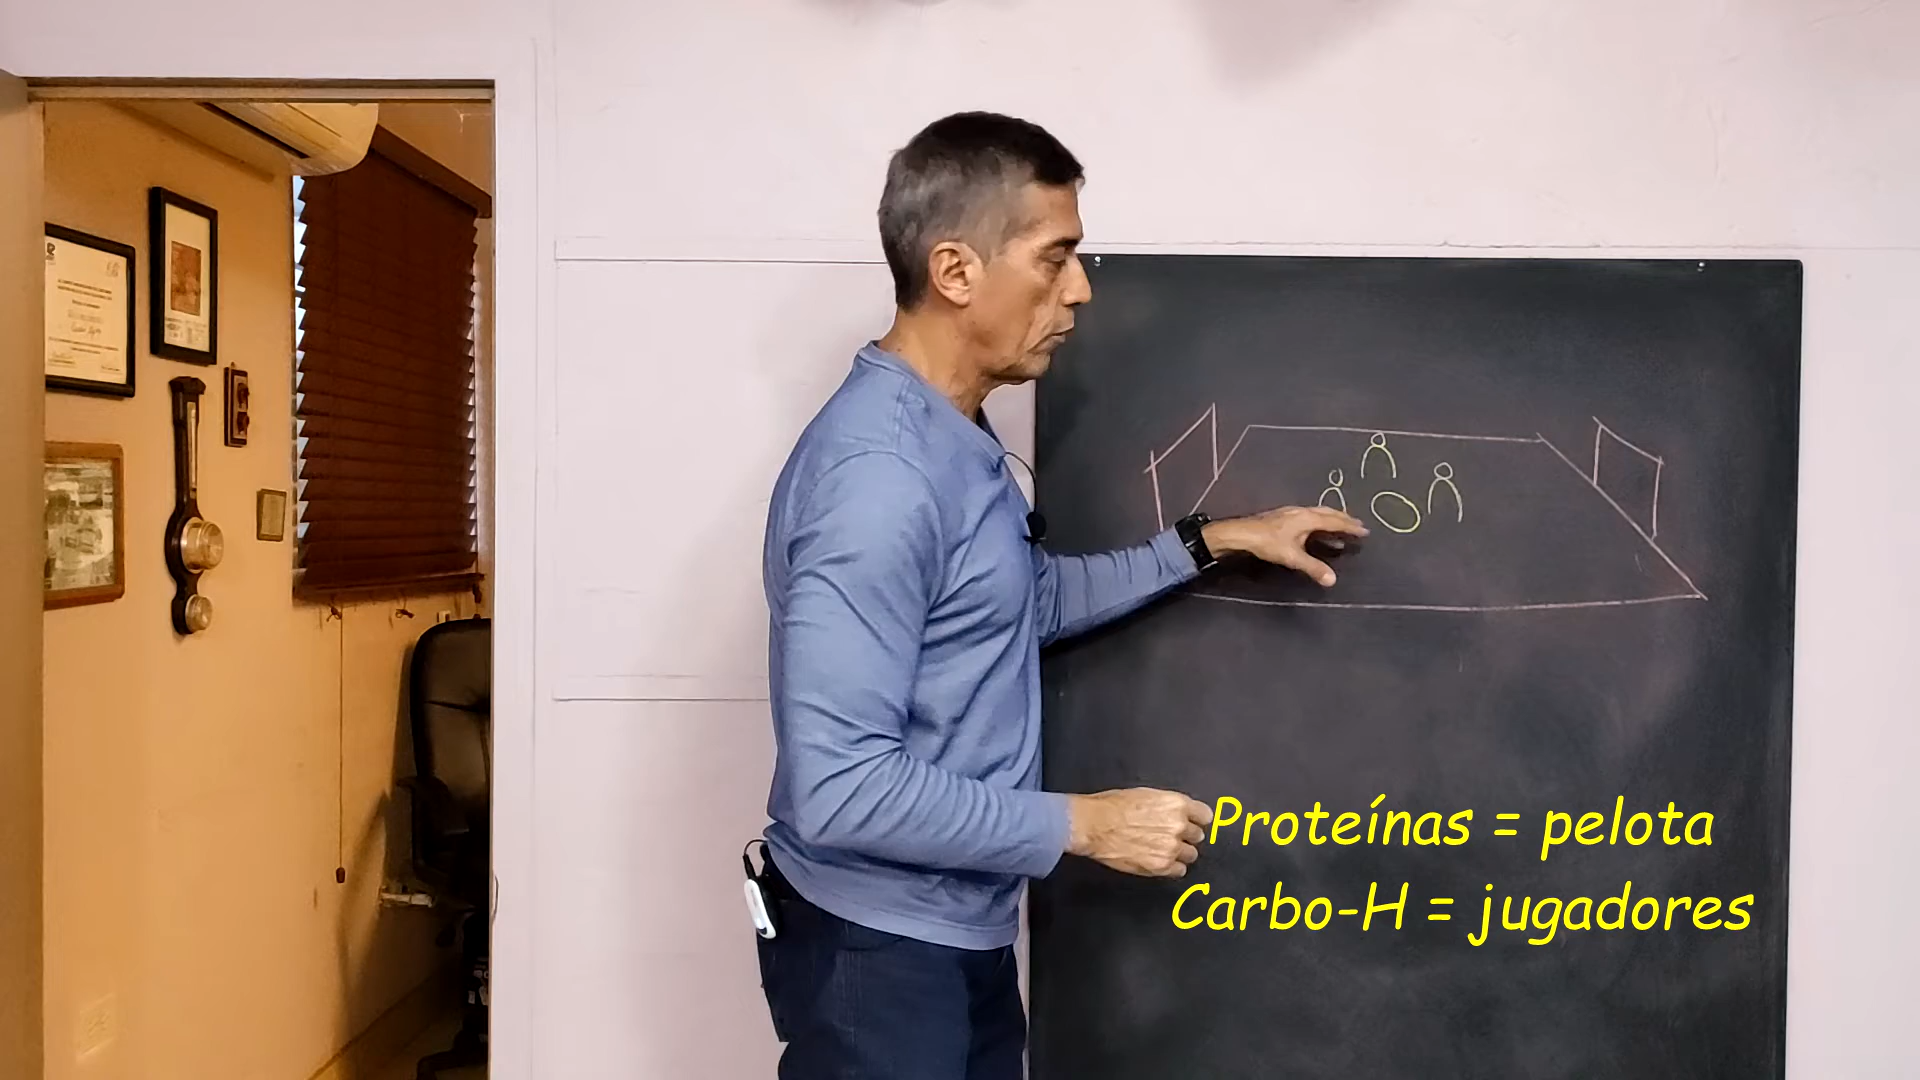 Proteínas = pelota
Carbo-H = jugadores